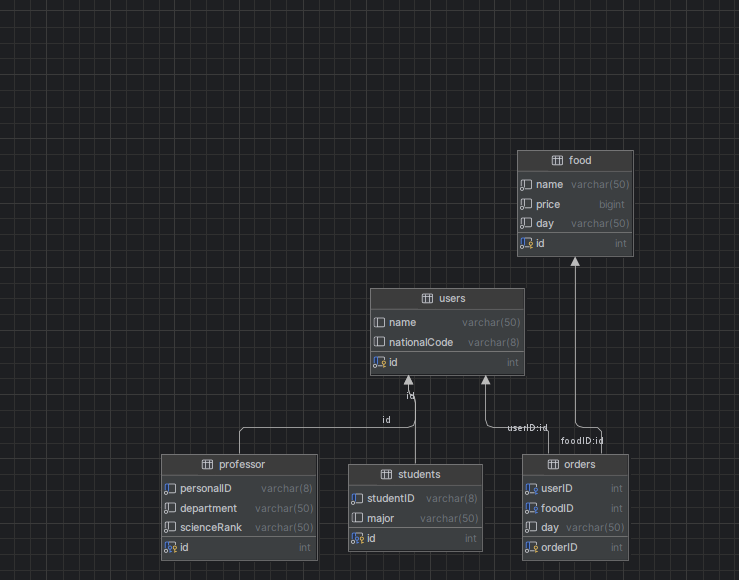 food
name varchar(50)
price bigint
day varchar(50)
id int
users
name varchar(50)
nationalCode varchar(8)
id int
id
id
userID:id
foodID:id
professor
personalID varchar(8)
department varchar(50)
scienceRank varchar(50)
id int
students
studentID varchar(8)
major varchar(50)
id int
orders
userID int
foodID int
day varchar(50)
orderID int